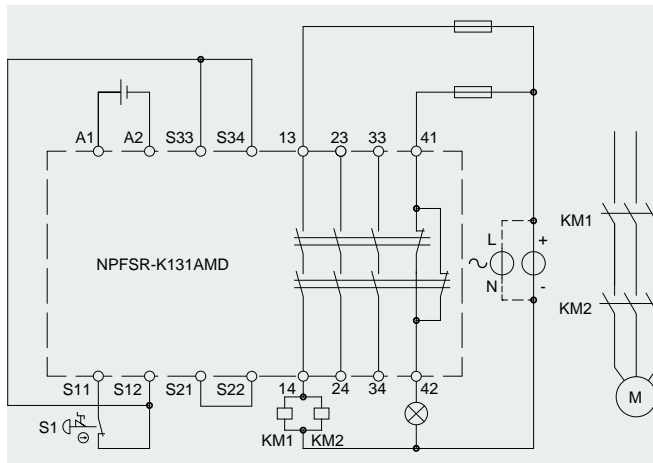 A1 A2 S33 S34 13 23 33 41
KM1
L +
NPFSR-K131AMD
N -
KM2
S11 S12 S21 S22 14 24 34 42
M
S1
KM1 KM2